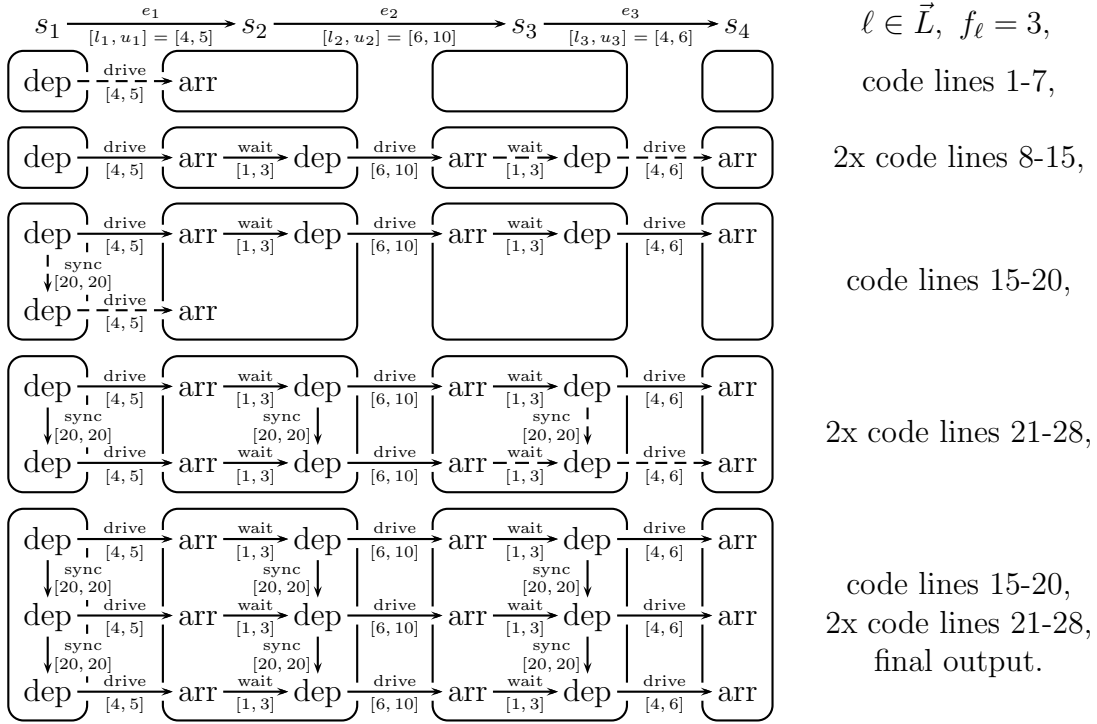 s₁ e₁ [l₁, u₁] = [4, 5] s₂ e₂ [l₂, u₂] = [6, 10] s₃ e₃ [l₃, u₃] = [4, 6] s₄ ℓ ∈ L⃗, f_ℓ = 3,
dep drive [4, 5] arr code lines 1-7,
dep drive [4, 5] arr wait [1, 3] dep drive [6, 10] arr wait [1, 3] dep drive [4, 6] arr 2x code lines 8-15,
dep drive [4, 5] arr wait [1, 3] dep drive [6, 10] arr wait [1, 3] dep drive [4, 6] arr
sync [20, 20] code lines 15-20,
dep drive [4, 5] arr
dep drive [4, 5] arr wait [1, 3] dep drive [6, 10] arr wait [1, 3] dep drive [4, 6] arr
sync [20, 20] sync [20, 20] sync [20, 20] 2x code lines 21-28,
dep drive [4, 5] arr wait [1, 3] dep drive [6, 10] arr wait [1, 3] dep drive [4, 6] arr
dep drive [4, 5] arr wait [1, 3] dep drive [6, 10] arr wait [1, 3] dep drive [4, 6] arr
sync [20, 20] sync [20, 20] sync [20, 20] code lines 15-20,
dep drive [4, 5] arr wait [1, 3] dep drive [6, 10] arr wait [1, 3] dep drive [4, 6] arr 2x code lines 21-28,
sync [20, 20] sync [20, 20] sync [20, 20] final output.
dep drive [4, 5] arr wait [1, 3] dep drive [6, 10] arr wait [1, 3] dep drive [4, 6] arr